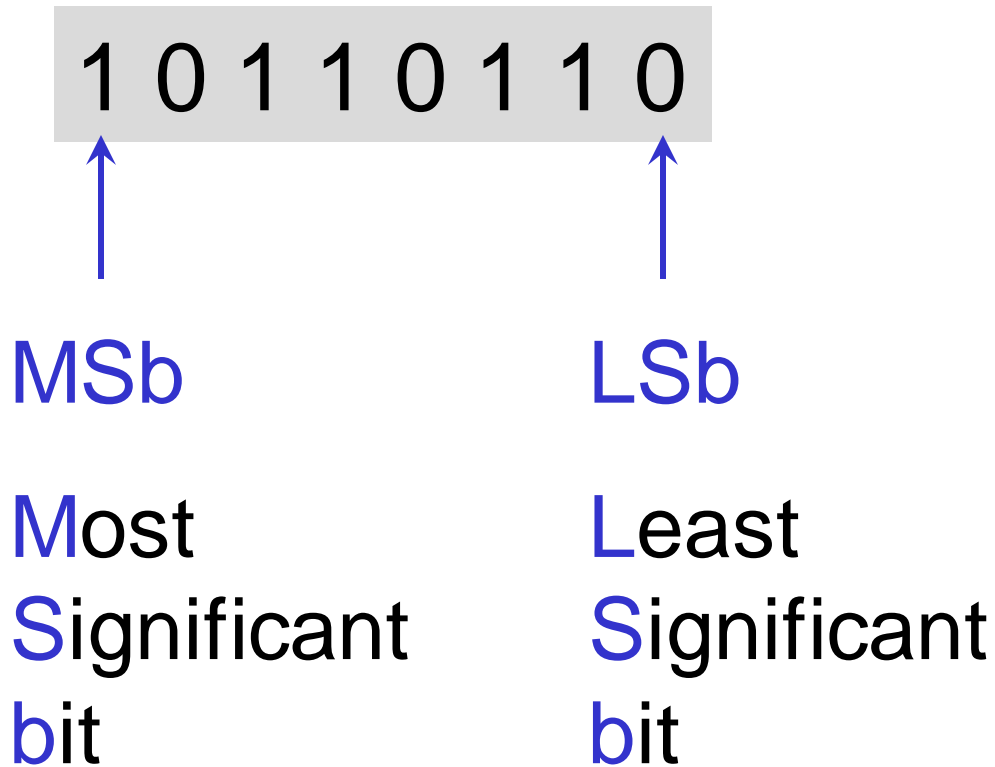 1 0 1 1 0 1 1 0
MSb LSb
Most Least
Significant Significant
bit bit